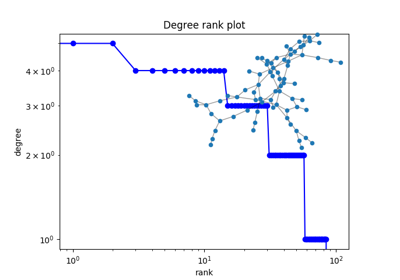 Degree rank plot
degree
4 × 10⁰
3 × 10⁰
2 × 10⁰
10⁰
10⁰
10¹
10²
rank